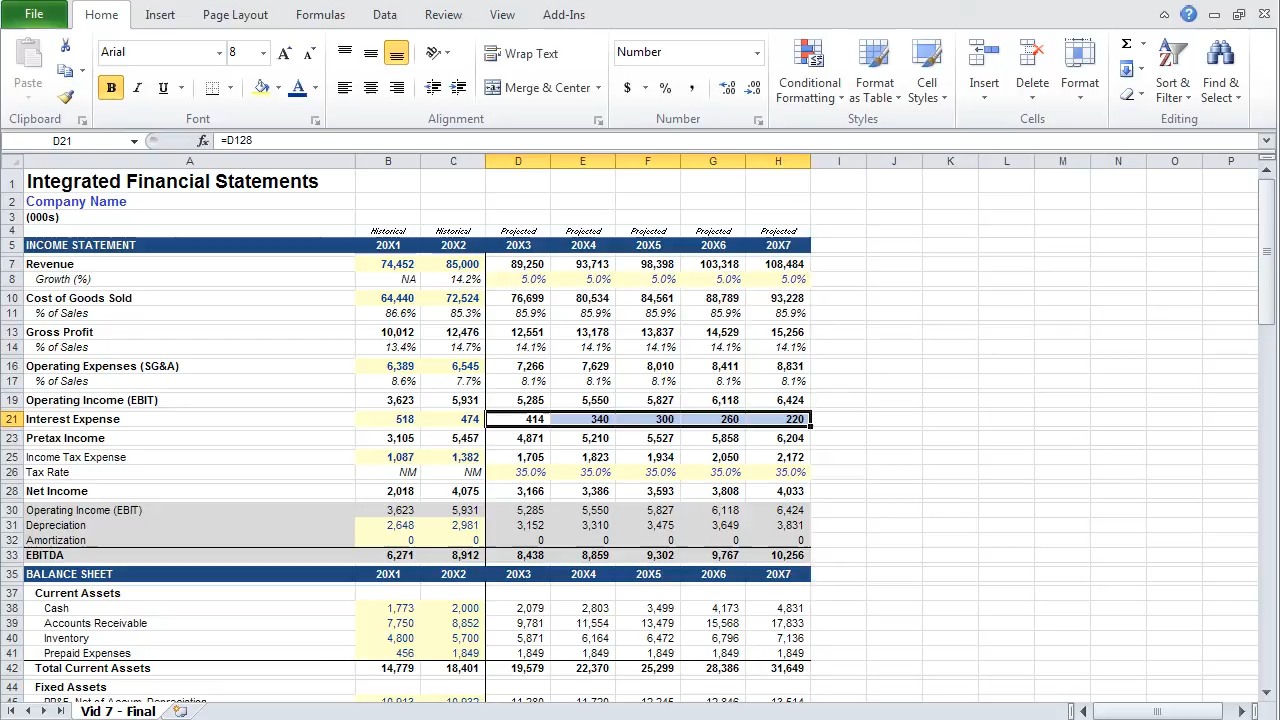 File Home Insert Page Layout Formulas Data Review View Add-Ins
Arial 8 Wrap Text Number
Paste Conditional Formatting Format as Table Cell Styles Insert Delete Format Sort & Filter Find & Select
B I U A Merge & Center $ % ,
Clipboard Font Alignment Number Styles Cells Editing
D21 fx =D128
A B C D E F G H I J K L M N O P
1 Integrated Financial Statements
2 Company Name
3 (000s)
4 Historical Historical Projected Projected Projected Projected Projected
5 INCOME STATEMENT 20X1 20X2 20X3 20X4 20X5 20X6 20X7
7 Revenue 74,452 85,000 89,250 93,713 98,398 103,318 108,484
8 Growth (%) NA 14.2% 5.0% 5.0% 5.0% 5.0% 5.0%
10 Cost of Goods Sold 64,440 72,524 76,699 80,534 84,561 88,789 93,228
11 % of Sales 86.6% 85.3% 85.9% 85.9% 85.9% 85.9% 85.9%
13 Gross Profit 10,012 12,476 12,551 13,178 13,837 14,529 15,256
14 % of Sales 13.4% 14.7% 14.1% 14.1% 14.1% 14.1% 14.1%
16 Operating Expenses (SG&A) 6,389 6,545 7,266 7,629 8,010 8,411 8,831
17 % of Sales 8.6% 7.7% 8.1% 8.1% 8.1% 8.1% 8.1%
19 Operating Income (EBIT) 3,623 5,931 5,285 5,550 5,827 6,118 6,424
21 Interest Expense 518 474 414 340 300 260 220
23 Pretax Income 3,105 5,457 4,871 5,210 5,527 5,858 6,204
25 Income Tax Expense 1,087 1,382 1,705 1,823 1,934 2,050 2,172
26 Tax Rate NM NM 35.0% 35.0% 35.0% 35.0% 35.0%
28 Net Income 2,018 4,075 3,166 3,386 3,593 3,808 4,033
30 Operating Income (EBIT) 3,623 5,931 5,285 5,550 5,827 6,118 6,424
31 Depreciation 2,648 2,981 3,152 3,310 3,475 3,649 3,831
32 Amortization 0 0 0 0 0 0 0
33 EBITDA 6,271 8,912 8,438 8,859 9,302 9,767 10,256
35 BALANCE SHEET 20X1 20X2 20X3 20X4 20X5 20X6 20X7
37 Current Assets
38 Cash 1,773 2,000 2,079 2,803 3,499 4,173 4,831
39 Accounts Receivable 7,750 8,852 9,781 11,554 13,479 15,568 17,833
40 Inventory 4,800 5,700 5,871 6,164 6,472 6,796 7,136
41 Prepaid Expenses 456 1,849 1,849 1,849 1,849 1,849 1,849
42 Total Current Assets 14,779 18,401 19,579 22,370 25,299 28,386 31,649
44 Fixed Assets
Vid 7 - Final